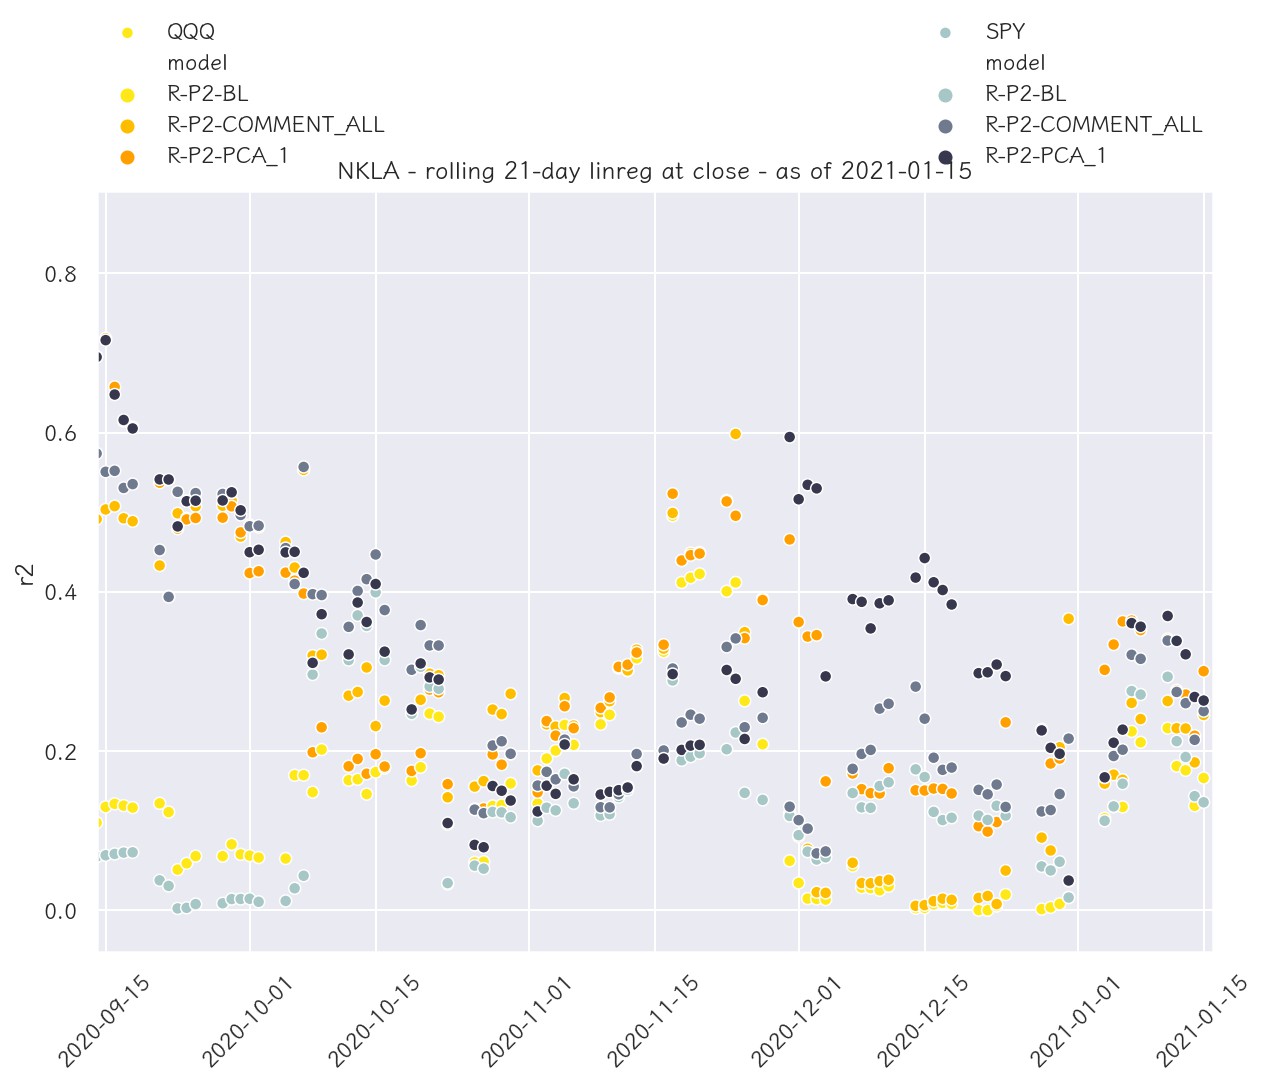 QQQ
model
R-P2-BL
R-P2-COMMENT_ALL
R-P2-PCA_1
SPY
model
R-P2-BL
R-P2-COMMENT_ALL
R-P2-PCA_1
NKLA - rolling 21-day linreg at close - as of 2021-01-15
r2
0.8
0.6
0.4
0.2
0.0
2020-09-15
2020-10-01
2020-10-15
2020-11-01
2020-11-15
2020-12-01
2020-12-15
2021-01-01
2021-01-15